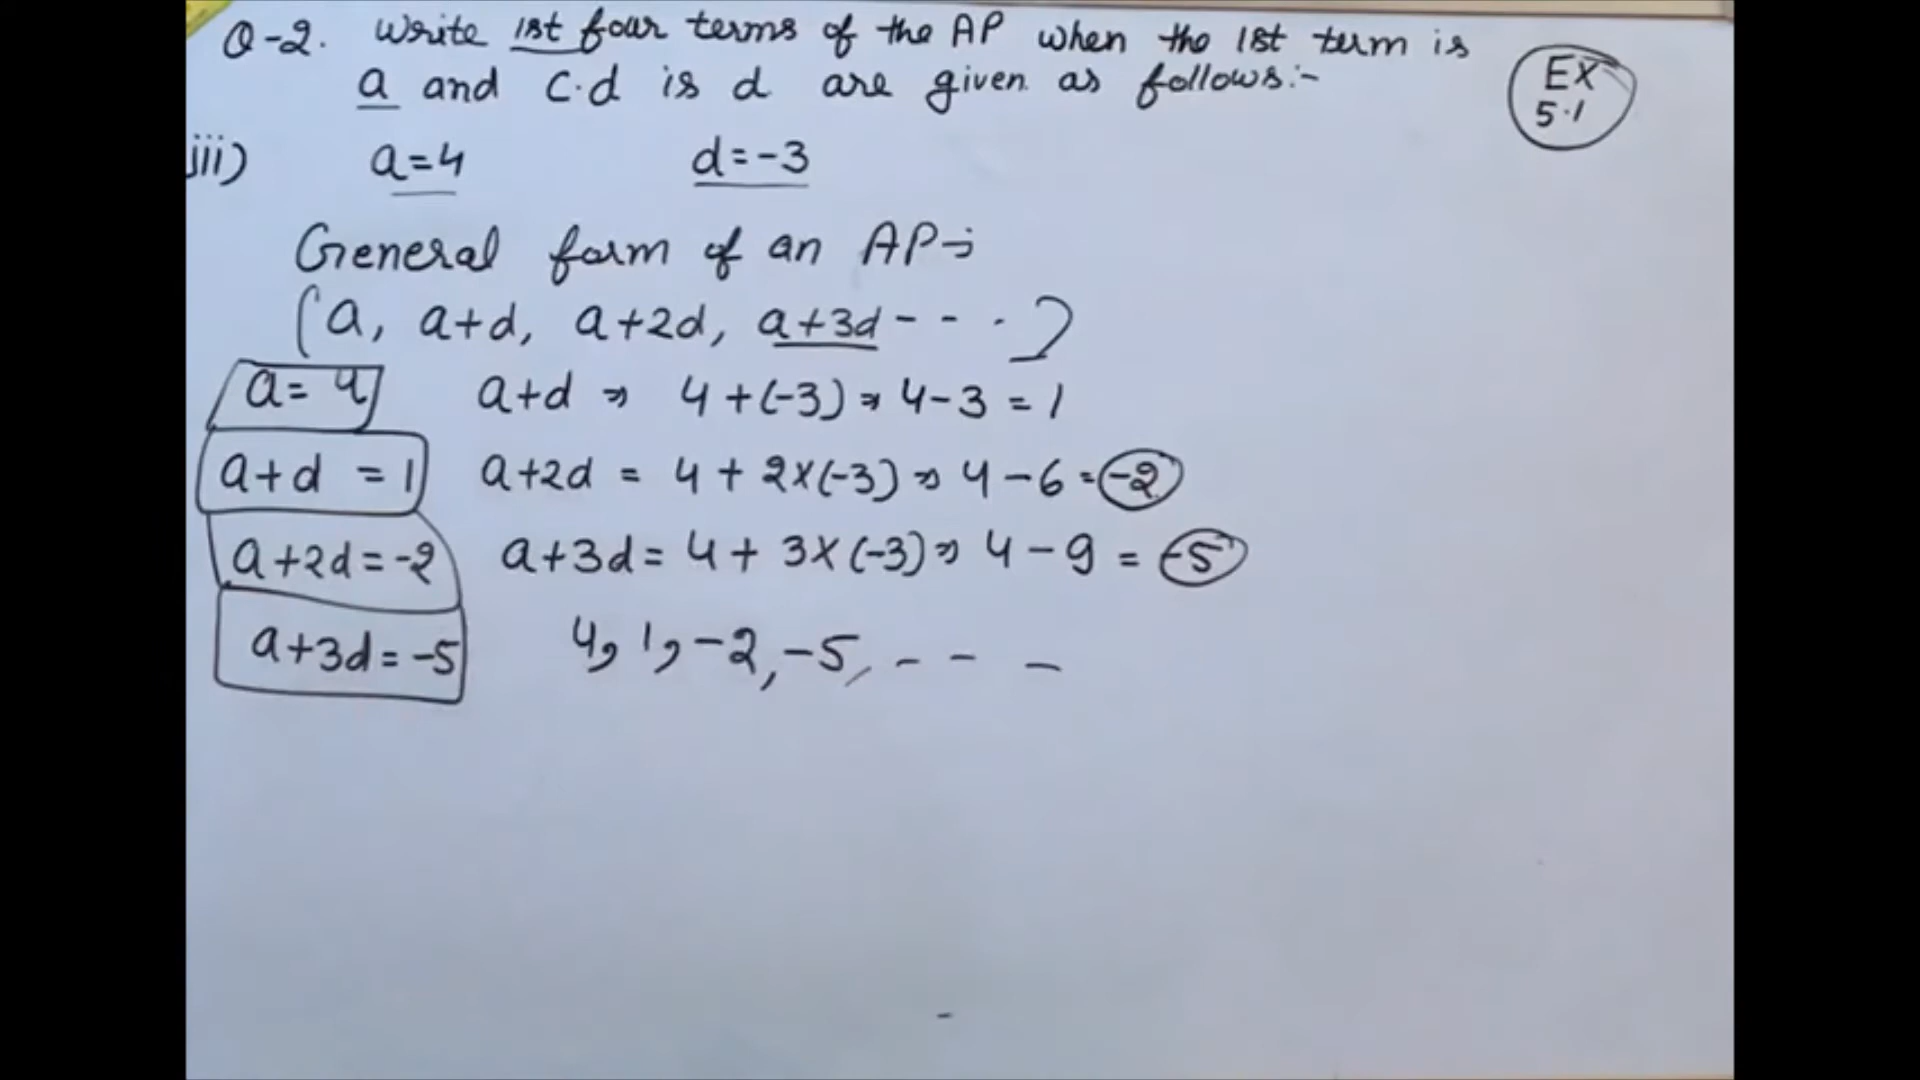 Q-2. Write 1st four terms of the AP when the 1st term is
a and c.d is d are given as follows:-
EX
5.1
iii) a=4 d=-3
General form of an AP→
(a, a+d, a+2d, a+3d - - - .)
a=4 a+d ⇒ 4+(-3) ⇒ 4-3 = 1
a+d =1 a+2d = 4+ 2x(-3) ⇒ 4-6 = -2
a+2d=-2 a+3d= 4+ 3x(-3) ⇒ 4-9 = -5
a+3d=-5 4, 1, -2, -5, - - -